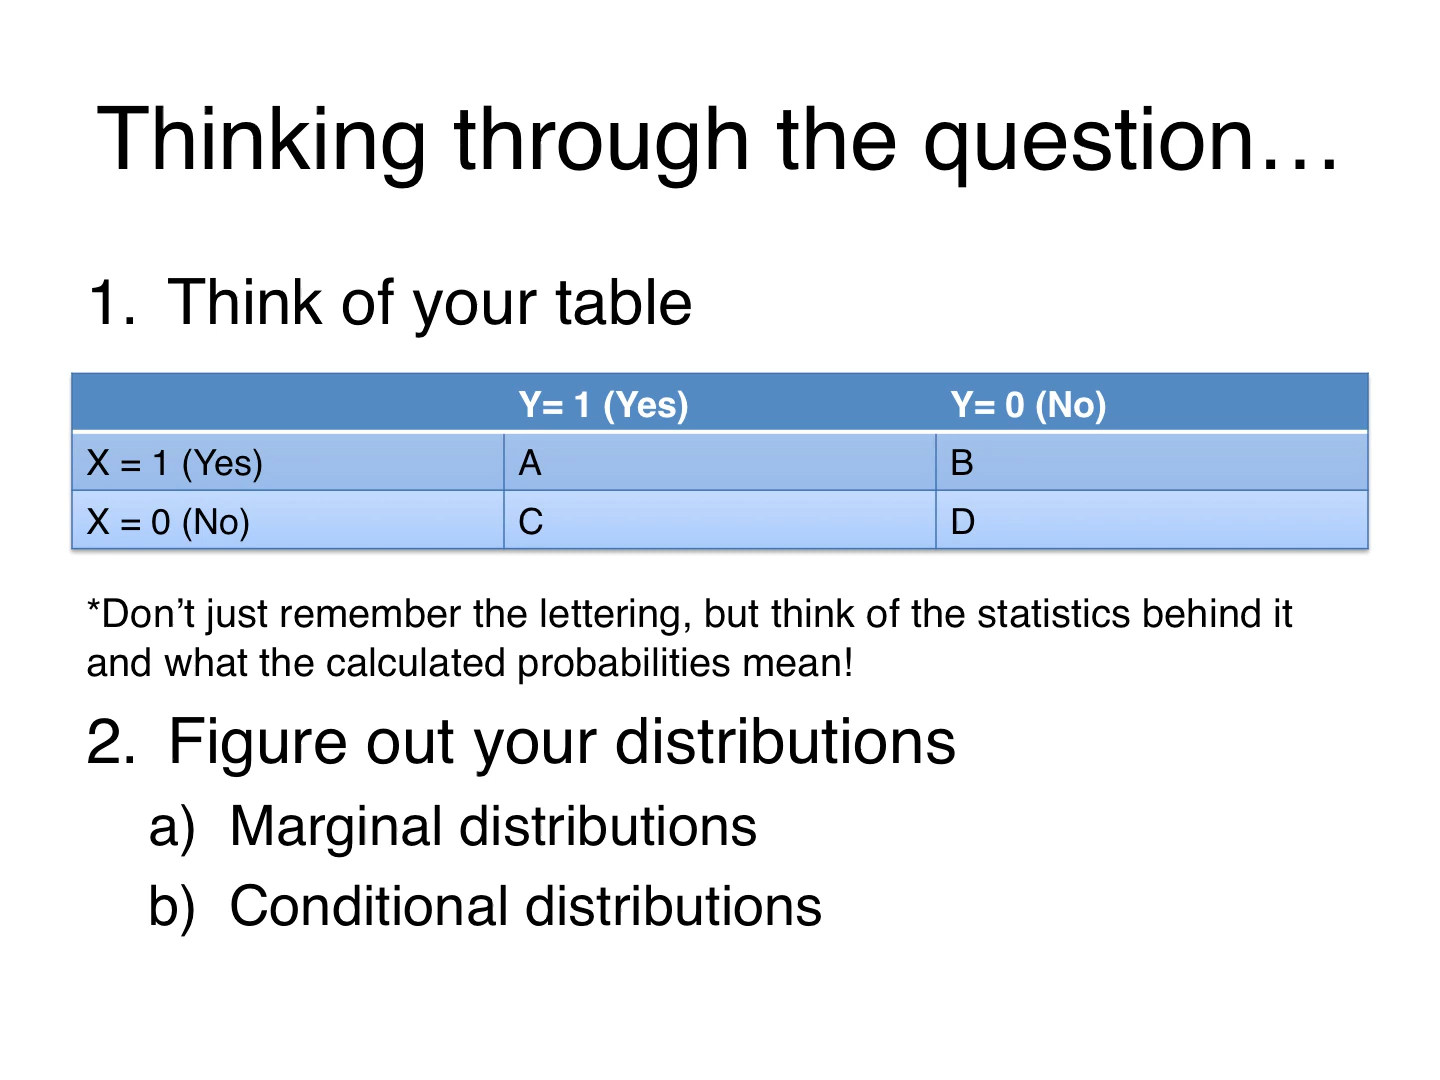 Thinking through the question…
1. Think of your table
Y= 1 (Yes) Y= 0 (No)
X = 1 (Yes) A B
X = 0 (No) C D
*Don’t just remember the lettering, but think of the statistics behind it
and what the calculated probabilities mean!
2. Figure out your distributions
a) Marginal distributions
b) Conditional distributions